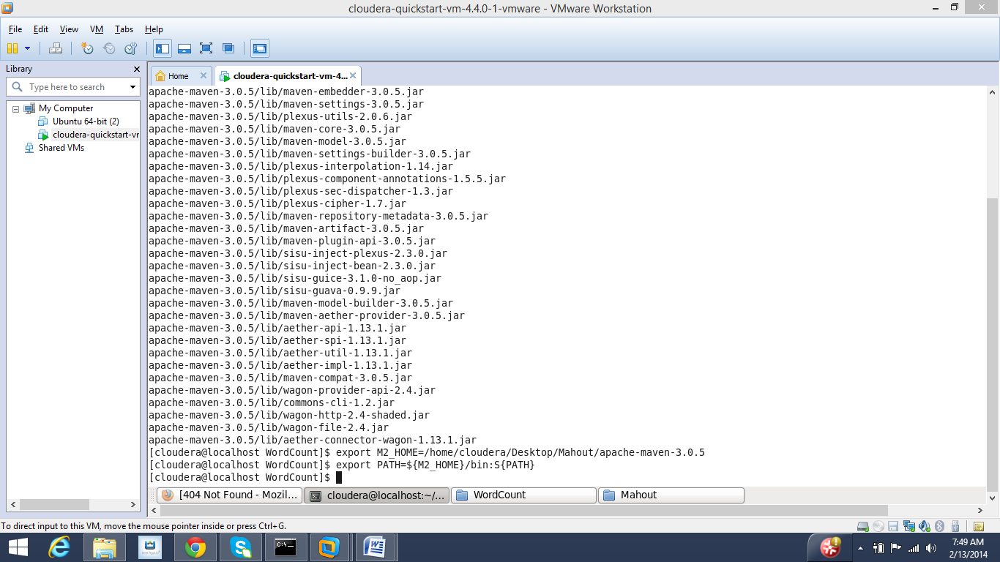 cloudera-quickstart-vm-4.4.0-1-vmware - VMware Workstation
File Edit View VM Tabs Help
Library
Type here to search
My Computer
Ubuntu 64-bit (2)
cloudera-quickstart-vr
Shared VMs
Home
cloudera-quickstart-vm-4...
apache-maven-3.0.5/lib/maven-embedder-3.0.5.jar
apache-maven-3.0.5/lib/maven-settings-3.0.5.jar
apache-maven-3.0.5/lib/plexus-utils-2.0.6.jar
apache-maven-3.0.5/lib/maven-core-3.0.5.jar
apache-maven-3.0.5/lib/maven-model-3.0.5.jar
apache-maven-3.0.5/lib/maven-settings-builder-3.0.5.jar
apache-maven-3.0.5/lib/plexus-interpolation-1.14.jar
apache-maven-3.0.5/lib/plexus-component-annotations-1.5.5.jar
apache-maven-3.0.5/lib/plexus-sec-dispatcher-1.3.jar
apache-maven-3.0.5/lib/plexus-cipher-1.7.jar
apache-maven-3.0.5/lib/maven-repository-metadata-3.0.5.jar
apache-maven-3.0.5/lib/maven-artifact-3.0.5.jar
apache-maven-3.0.5/lib/maven-plugin-api-3.0.5.jar
apache-maven-3.0.5/lib/sisu-inject-plexus-2.3.0.jar
apache-maven-3.0.5/lib/sisu-inject-bean-2.3.0.jar
apache-maven-3.0.5/lib/sisu-guice-3.1.0-no_aop.jar
apache-maven-3.0.5/lib/sisu-guava-0.9.9.jar
apache-maven-3.0.5/lib/maven-model-builder-3.0.5.jar
apache-maven-3.0.5/lib/maven-aether-provider-3.0.5.jar
apache-maven-3.0.5/lib/aether-api-1.13.1.jar
apache-maven-3.0.5/lib/aether-spi-1.13.1.jar
apache-maven-3.0.5/lib/aether-util-1.13.1.jar
apache-maven-3.0.5/lib/aether-impl-1.13.1.jar
apache-maven-3.0.5/lib/maven-compat-3.0.5.jar
apache-maven-3.0.5/lib/wagon-provider-api-2.4.jar
apache-maven-3.0.5/lib/commons-cli-1.2.jar
apache-maven-3.0.5/lib/wagon-http-2.4-shaded.jar
apache-maven-3.0.5/lib/wagon-file-2.4.jar
apache-maven-3.0.5/lib/aether-connector-wagon-1.13.1.jar
[cloudera@localhost WordCount]$ export M2_HOME=/home/cloudera/Desktop/Mahout/apache-maven-3.0.5
[cloudera@localhost WordCount]$ export PATH=${M2_HOME}/bin:S{PATH}
[cloudera@localhost WordCount]$
[404 Not Found - Mozil...
cloudera@localhost:~/...
WordCount
Mahout
To direct input to this VM, move the mouse pointer inside or press Ctrl+G.
7:49 AM
2/13/2014